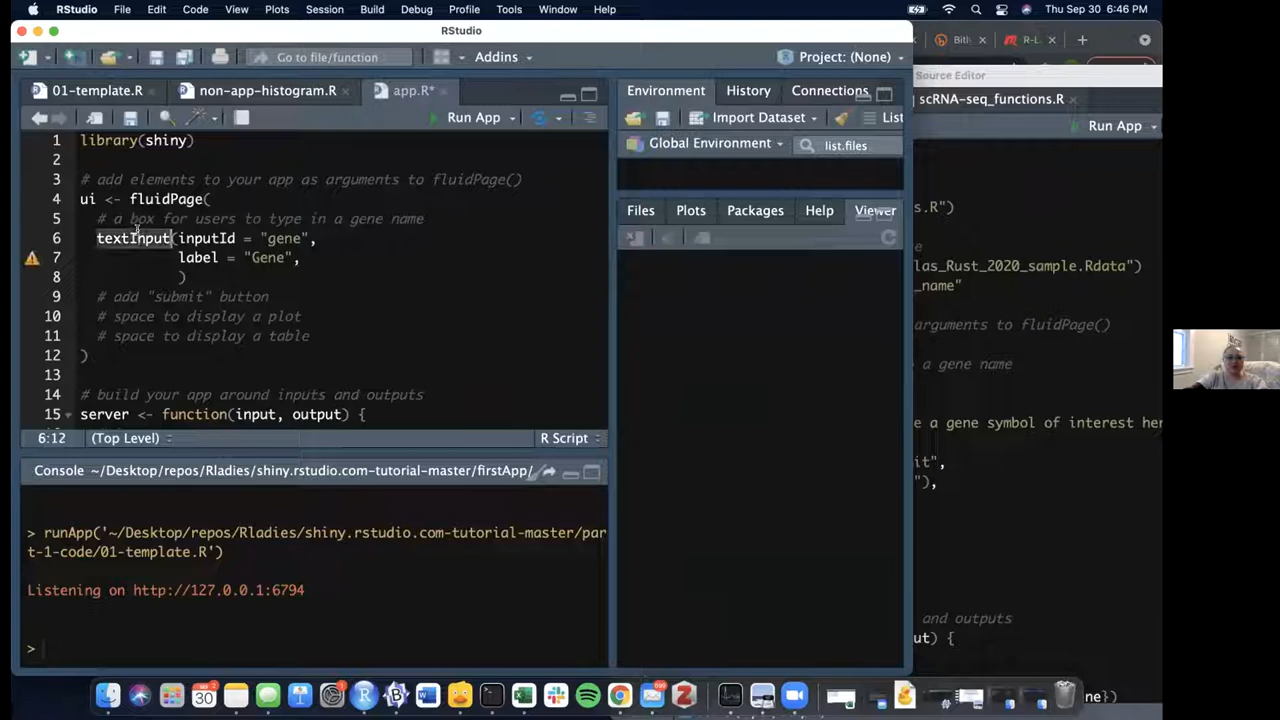 RStudio File Edit Code View Plots Session Build Debug Profile Tools Window Help Thu Sep 30 6:46 PM
RStudio
Go to file/function Addins Project: (None)
01-template.R non-app-histogram.R app.R*
Run App
1 library(shiny)
2
3 # add elements to your app as arguments to fluidPage()
4 ui <- fluidPage(
5 # a box for users to type in a gene name
6 textInput(inputId = "gene",
7 label = "Gene",
8 )
9 # add "submit" button
10 # space to display a plot
11 # space to display a table
12 )
13
14 # build your app around inputs and outputs
15 server <- function(input, output) {
6:12 (Top Level) R Script
Console ~/Desktop/repos/Rladies/shiny.rstudio.com-tutorial-master/firstApp/
> runApp('~/Desktop/repos/Rladies/shiny.rstudio.com-tutorial-master/par
t-1-code/01-template.R')
Listening on http://127.0.0.1:6794
>
Environment History Connections
Import Dataset List
Global Environment list.files
Files Plots Packages Help Viewer
Bitl R-L
Source Editor
scRNA-seq_functions.R
Run App
s.R")
las_Rust_2020_sample.Rdata")
_name"
arguments to fluidPage()
a gene name
e a gene symbol of interest her
it",
"),
and outputs
ut) {
ne})
SEP
30